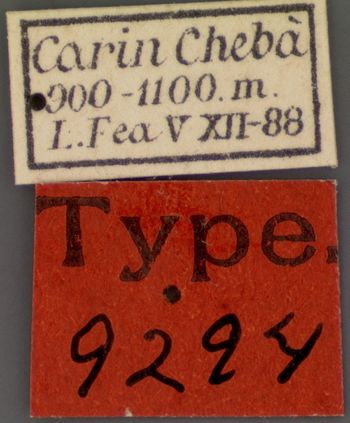 Carin Chebà
900-1100.m.
L.Fea V XII-88
Type.
9294